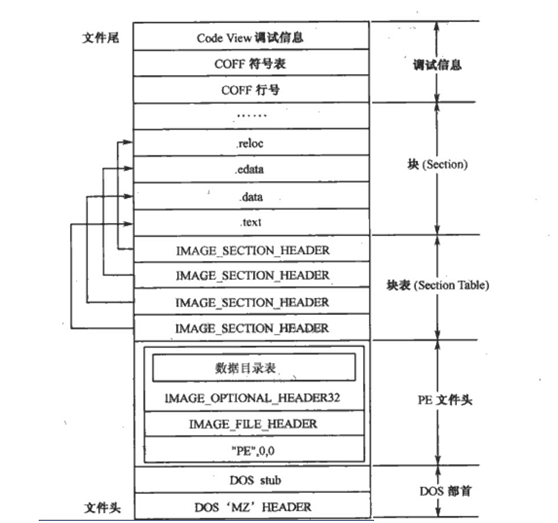 文件尾
Code View 调试信息
COFF 符号表
COFF 行号
调试信息
……
.reloc
.edata
.data
.text
块 (Section)
IMAGE_SECTION_HEADER
IMAGE_SECTION_HEADER
IMAGE_SECTION_HEADER
IMAGE_SECTION_HEADER
块表 (Section Table)
数据目录表
IMAGE_OPTIONAL_HEADER32
IMAGE_FILE_HEADER
"PE",0,0
PE 文件头
DOS stub
DOS 'MZ' HEADER
DOS 部首
文件头